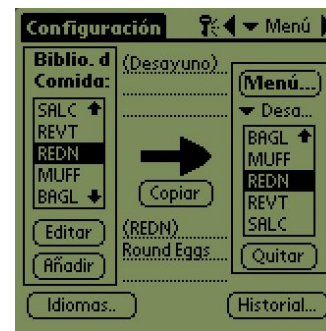 Configuración
Menú
Biblio. d
Comida:
SALC
REVT
REDN
MUFF
BAGL
Editar
Añadir
(Desayuno)
Copiar
(REDN)
Round Eggs
Menú...
Desa...
BAGL
MUFF
REDN
REVT
SALC
Quitar
Idiomas..
Historial...